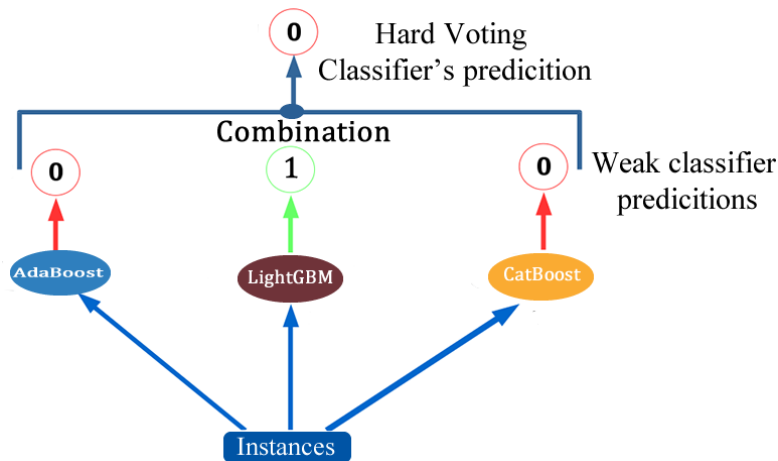 0
Hard Voting
Classifier's predicition
Combination
0
1
0
Weak classifier
predicitions
AdaBoost
LightGBM
CatBoost
Instances